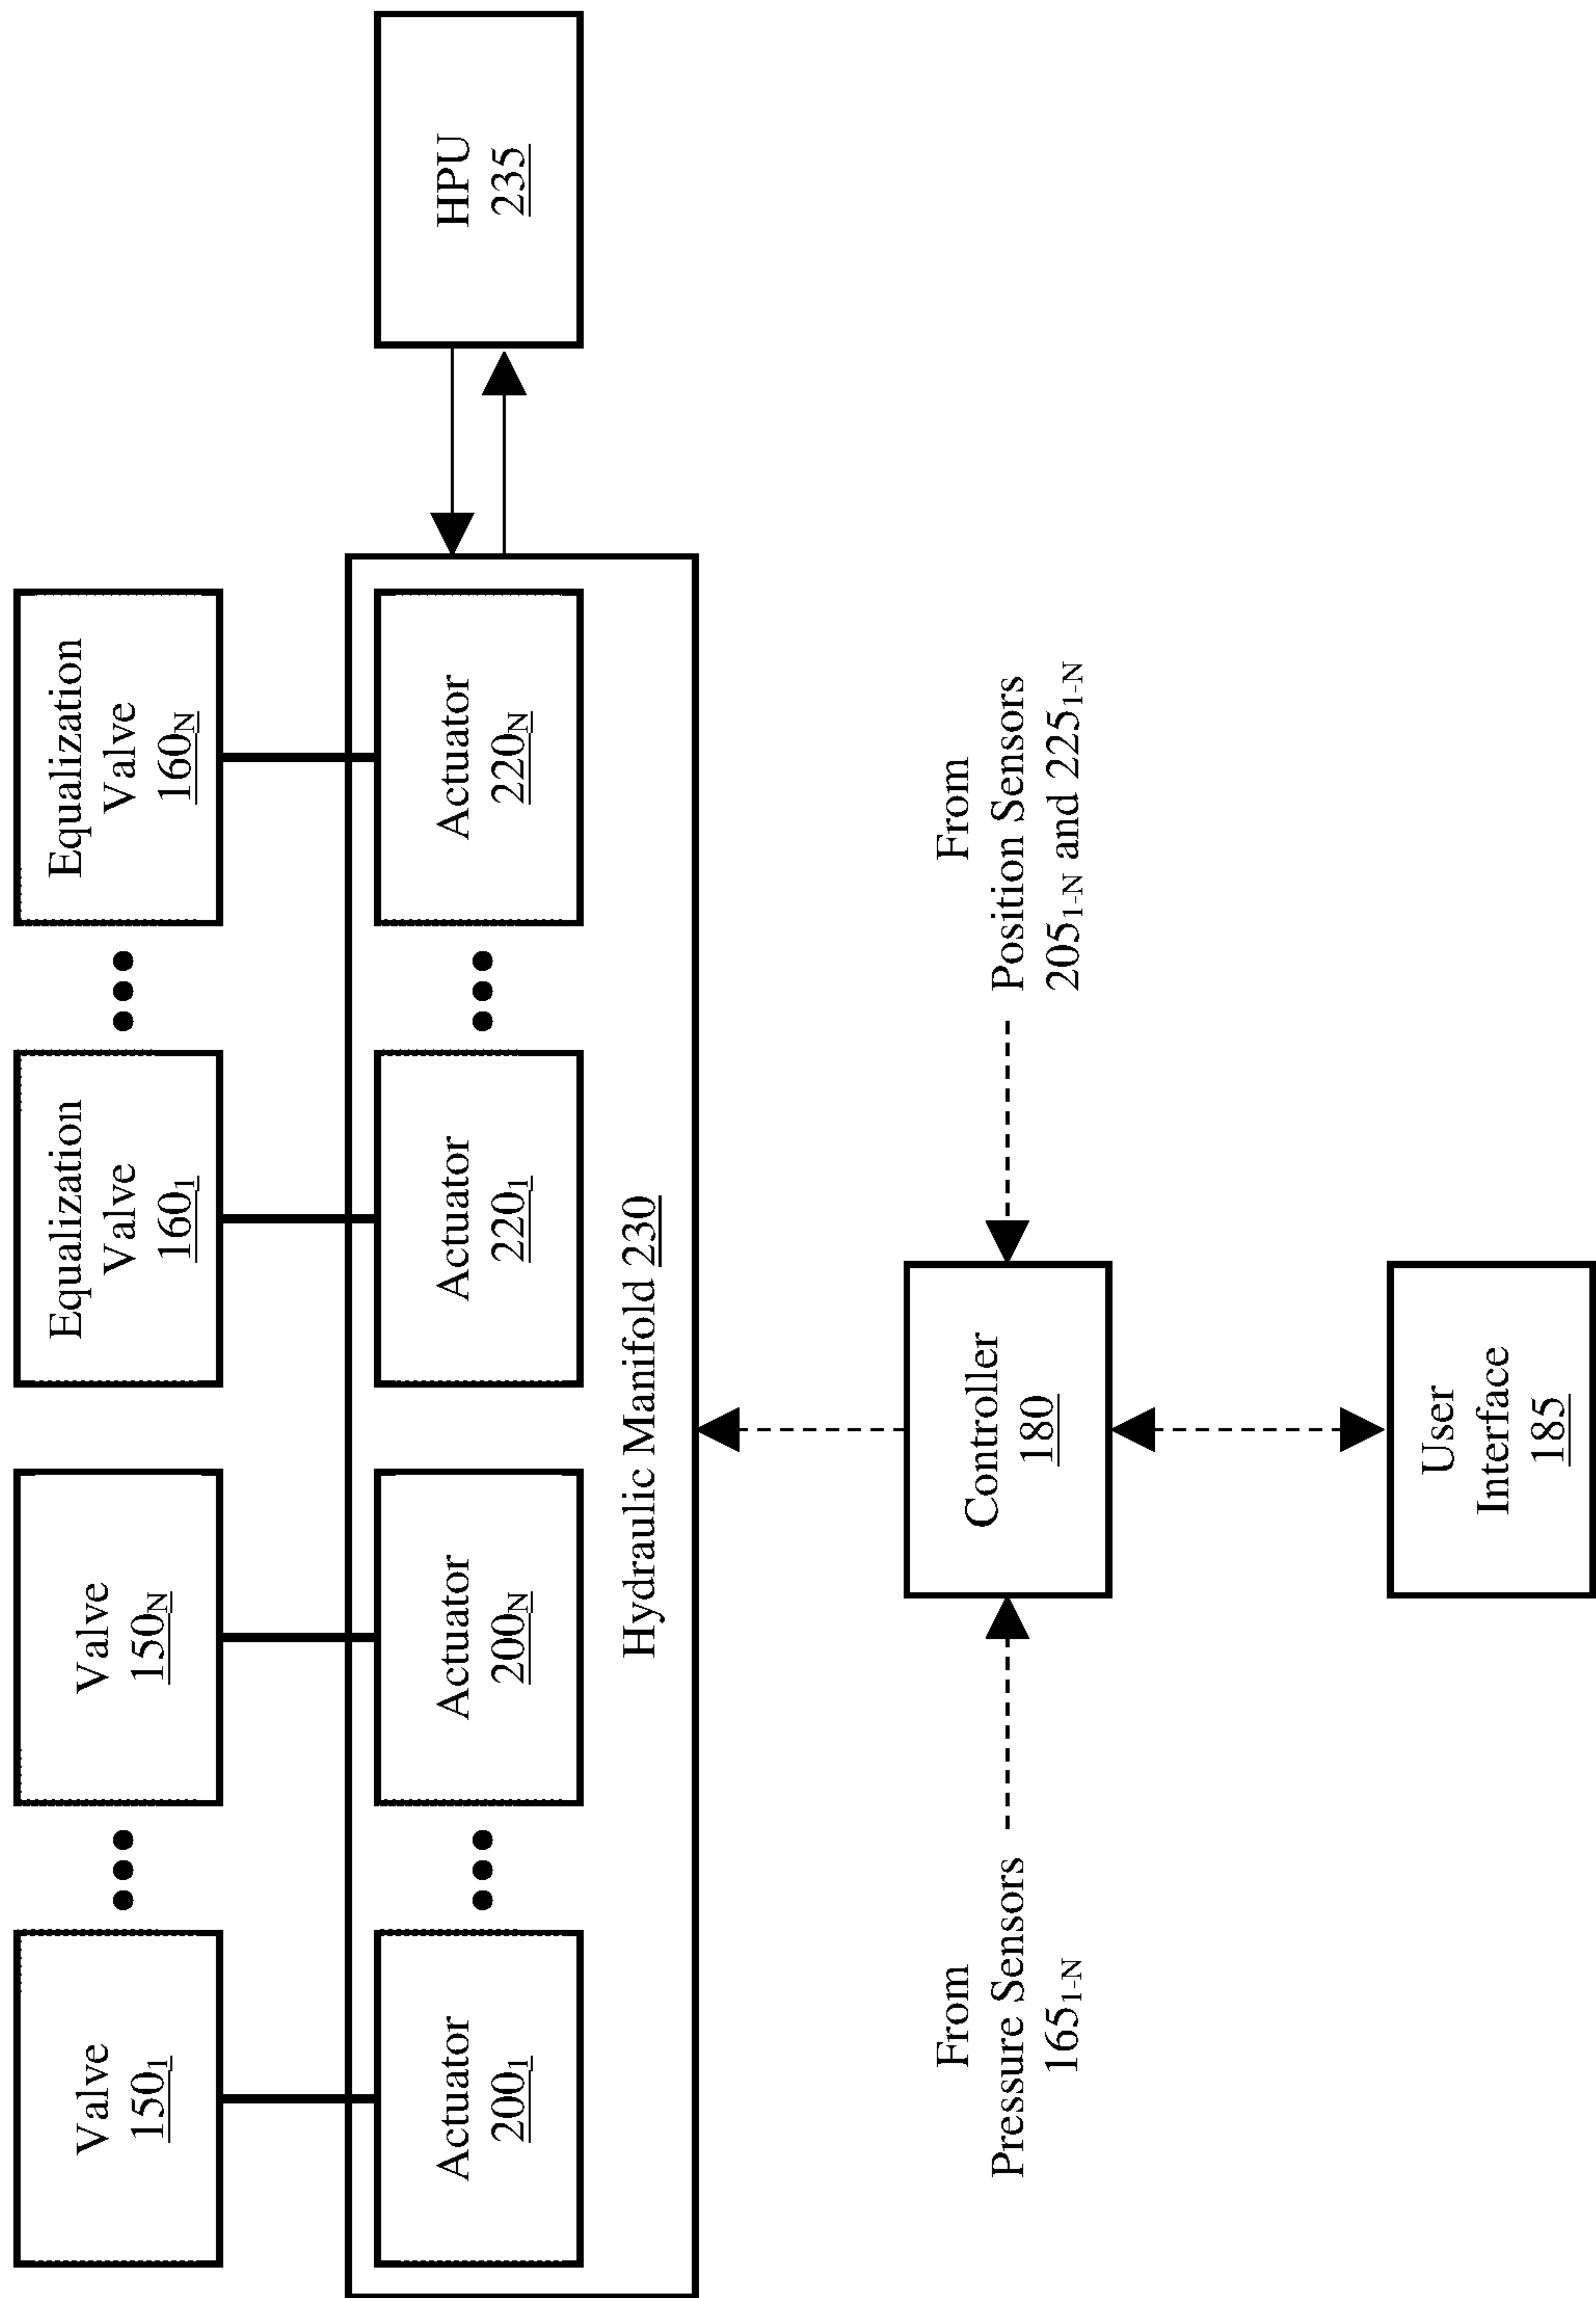 Valve
150₁
Valve
150N
Equalization
Valve
160₁
Equalization
Valve
160N
Actuator
200₁
Actuator
200N
Actuator
220₁
Actuator
220N
HPU
235
Hydraulic Manifold 230
From
Pressure Sensors
165₁₋N
Controller
180
From
Position Sensors
205₁₋N and 225₁₋N
User
Interface
185